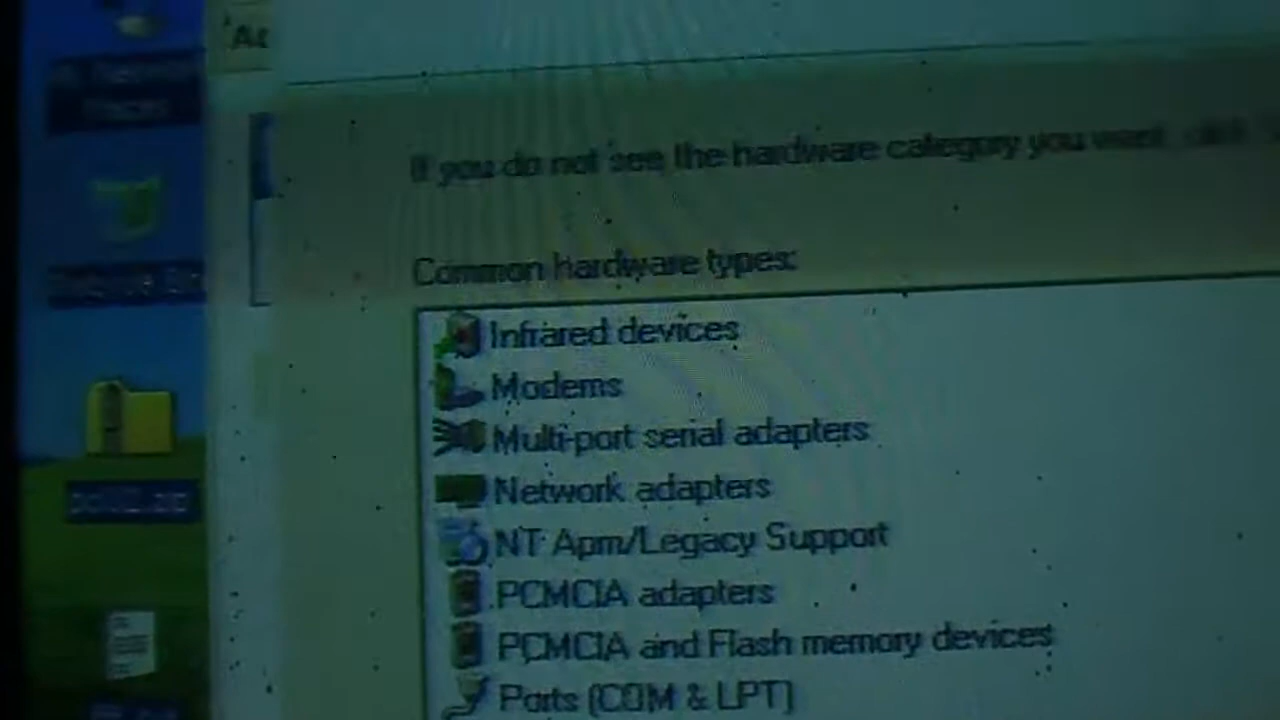 If you do not see the hardware category you want, click
Common hardware types:
Infrared devices
Modems
Multi-port serial adapters
Network adapters
NT Apm/Legacy Support
PCMCIA adapters
PCMCIA and Flash memory devices
Ports (COM & LPT)